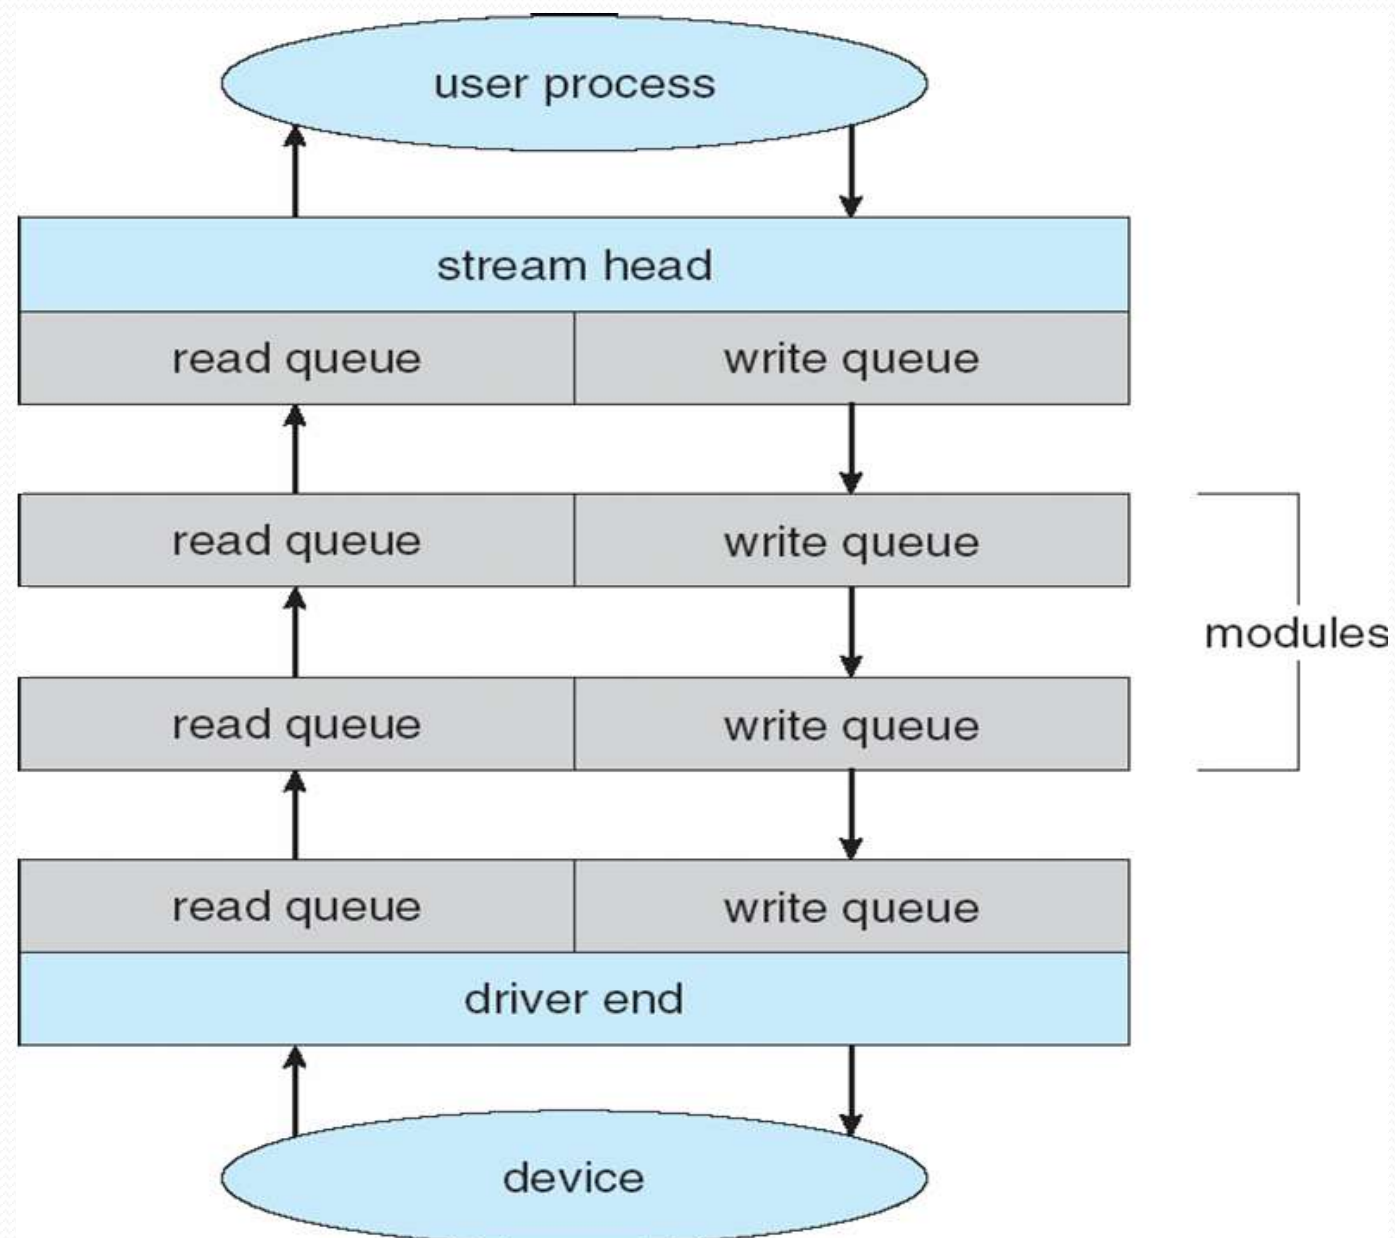 user process
stream head
read queue write queue
read queue write queue
modules
read queue write queue
read queue write queue
driver end
device